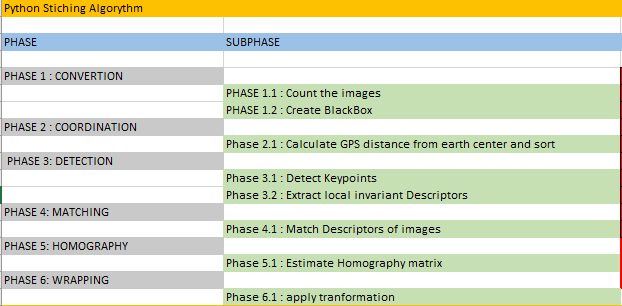 Python Stiching Algorythm
PHASE SUBPHASE
PHASE 1 : CONVERTION
PHASE 1.1 : Count the images
PHASE 1.2 : Create BlackBox
PHASE 2 : COORDINATION
Phase 2.1 : Calculate GPS distance from earth center and sort
PHASE 3: DETECTION
Phase 3.1 : Detect Keypoints
Phase 3.2 : Extract local invariant Descriptors
PHASE 4: MATCHING
Phase 4.1 : Match Descriptors of images
PHASE 5: HOMOGRAPHY
Phase 5.1 : Estimate Homography matrix
PHASE 6: WRAPPING
Phase 6.1 : apply tranformation